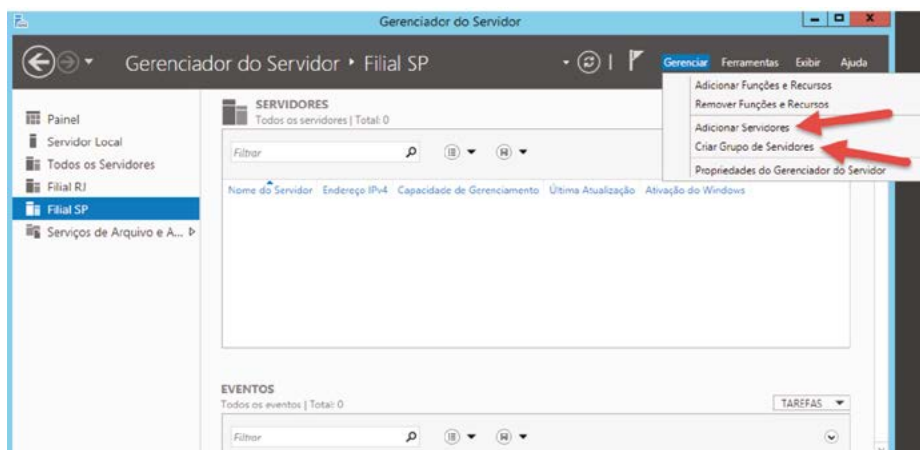 Gerenciador do Servidor
Gerenciador do Servidor • Filial SP
Gerenciar Ferramentas Exibir Ajuda
Adicionar Funções e Recursos
Remover Funções e Recursos
Adicionar Servidores
Criar Grupo de Servidores
Propriedades do Gerenciador do Servidor
Painel
Servidor Local
Todos os Servidores
Filial RJ
Filial SP
Serviços de Arquivo e A...
SERVIDORES
Todos os servidores | Total: 0
Filtrar
Nome do Servidor Endereço IPv4 Capacidade de Gerenciamento Última Atualização Ativação do Windows
EVENTOS
Todos os eventos | Total: 0
TAREFAS
Filtrar